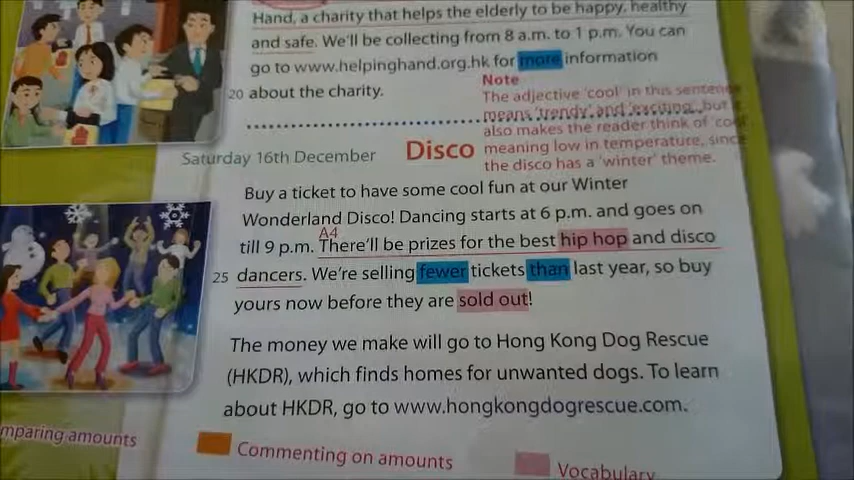 Hand, a charity that helps the elderly to be happy, healthy
and safe. We'll be collecting from 8 a.m. to 1 p.m. You can
go to www.helpinghand.org.hk for more information
20 about the charity.
Note
The adjective 'cool' in this sentence
means 'trendy' and 'exciting', but
also makes the reader think of
meaning low in temperature, since
the disco has a 'winter' theme.
Saturday 16th December Disco
Buy a ticket to have some cool fun at our Winter
Wonderland Disco! Dancing starts at 6 p.m. and goes on
A4
till 9 p.m. There'll be prizes for the best hip hop and disco
25 dancers. We're selling fewer tickets than last year, so buy
yours now before they are sold out!
The money we make will go to Hong Kong Dog Rescue
(HKDR), which finds homes for unwanted dogs. To learn
about HKDR, go to www.hongkongdogrescue.com.
mparing amounts
Commenting on amounts
Vocabulary